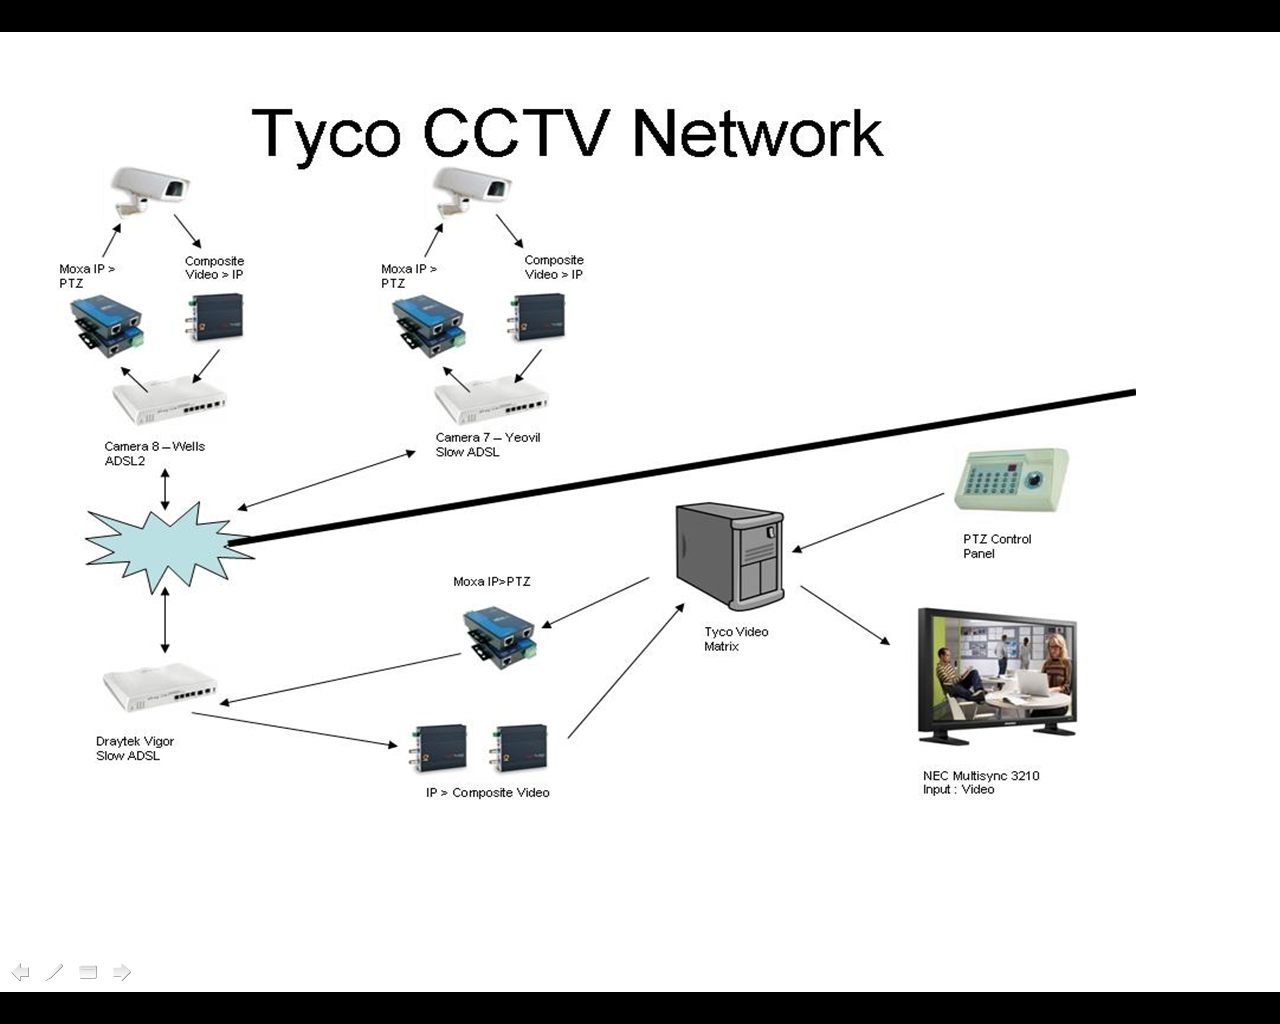 Tyco CCTV Network
Moxa IP >
PTZ
Composite
Video > IP
Moxa IP >
PTZ
Composite
Video > IP
Camera 8 – Wells
ADSL2
Camera 7 – Yeovil
Slow ADSL
PTZ Control
Panel
Moxa IP>PTZ
Tyco Video
Matrix
Draytek Vigor
Slow ADSL
IP > Composite Video
NEC Multisync 3210
Input : Video